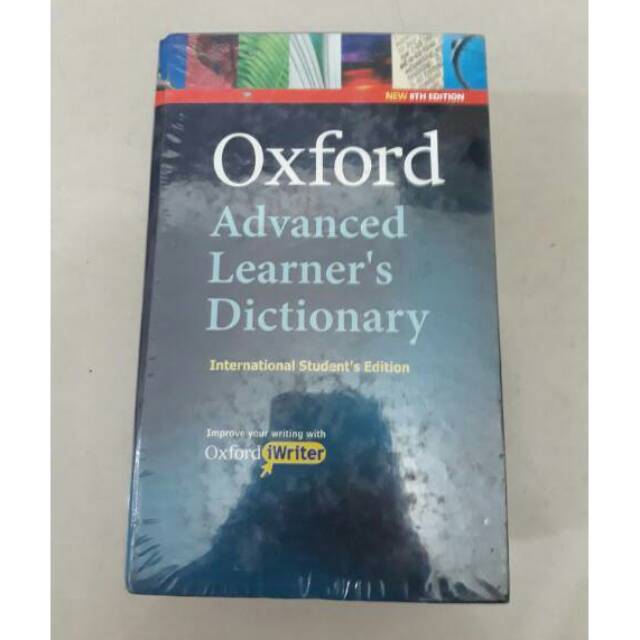 NEW 8TH EDITION
Oxford
Advanced
Learner's
Dictionary
International Student's Edition
Improve your writing with
Oxford iWriter